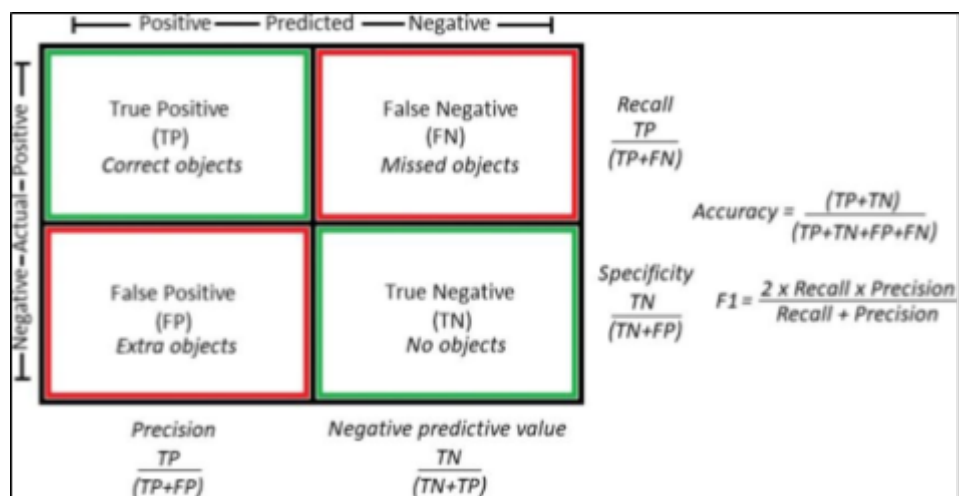 Positive Predicted Negative
Positive
Actual
Negative
True Positive
(TP)
Correct objects
False Negative
(FN)
Missed objects
Recall
TP
(TP+FN)
Accuracy = (TP+TN)
(TP+TN+FP+FN)
False Positive
(FP)
Extra objects
True Negative
(TN)
No objects
Specificity
TN
(TN+FP)
F1 = 2 x Recall x Precision
Recall + Precision
Precision
TP
(TP+FP)
Negative predictive value
TN
(TN+TP)